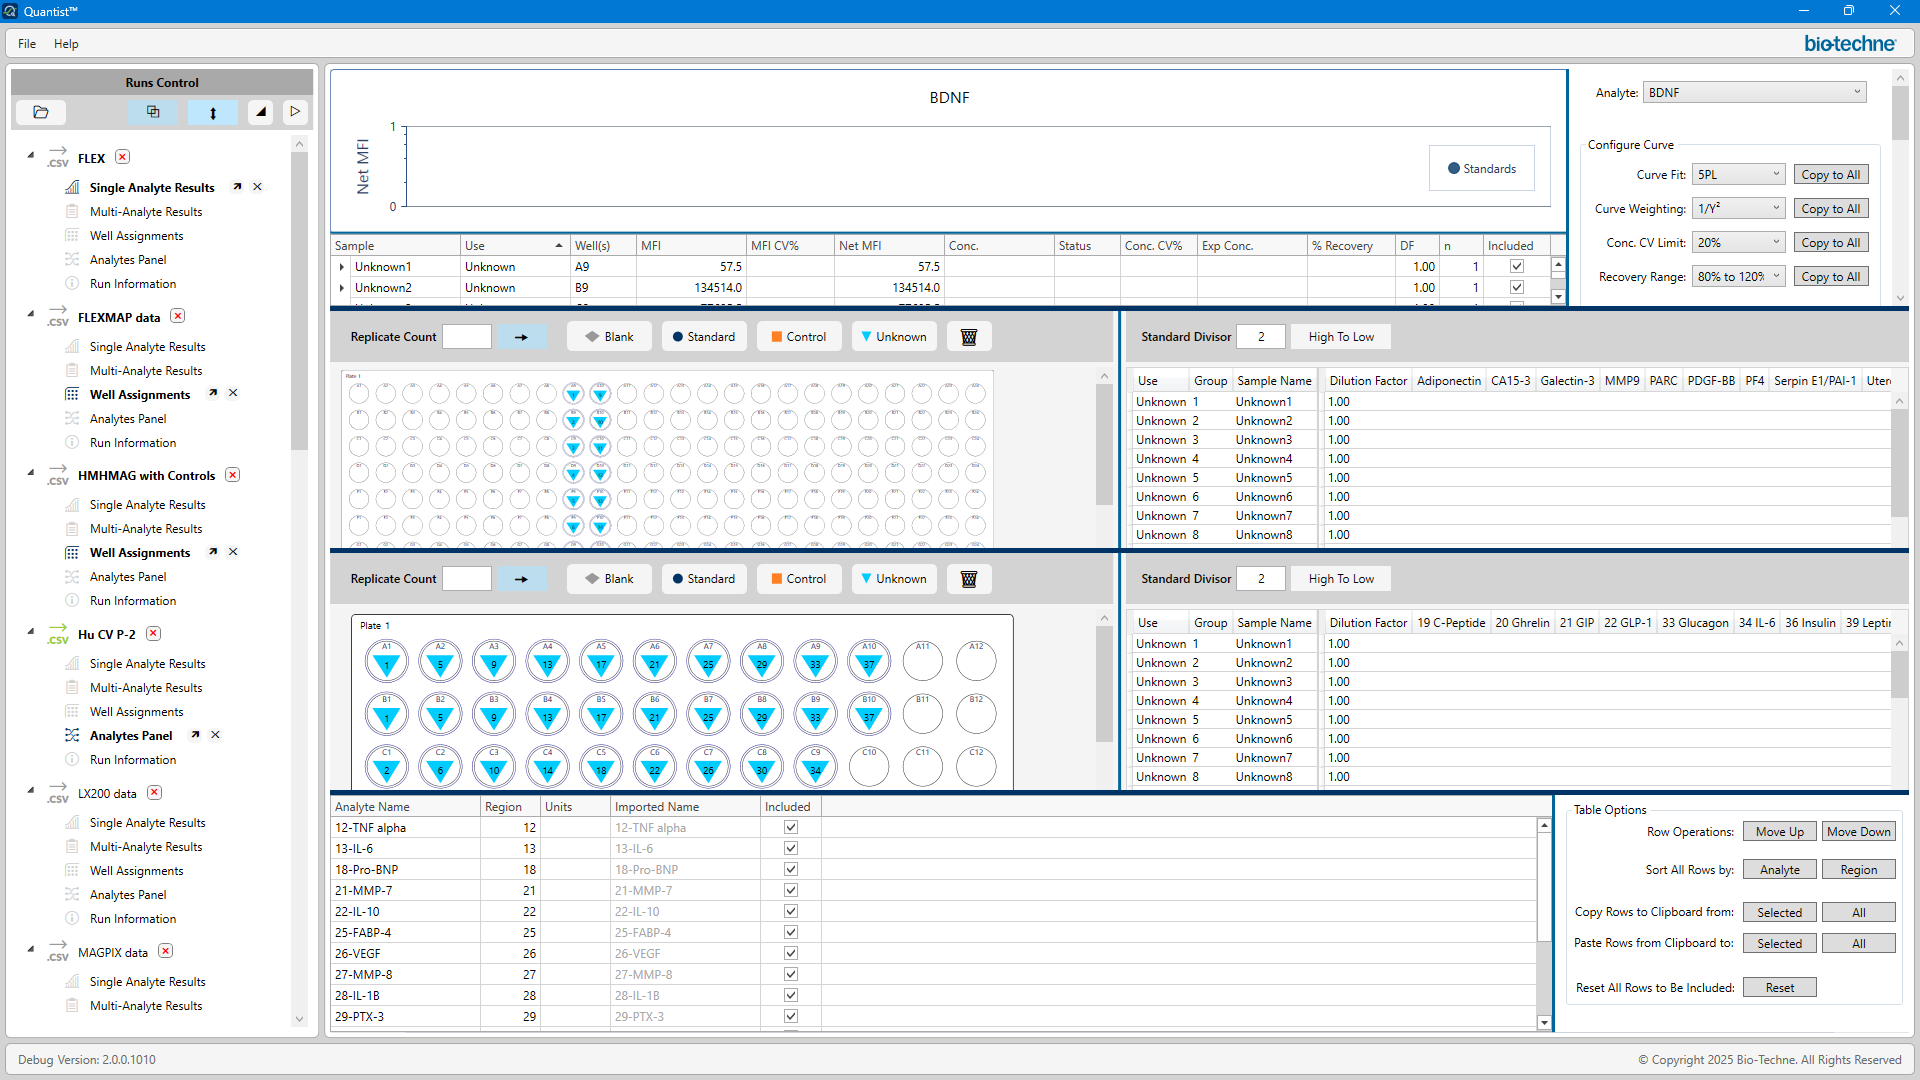 Quantist™
File Help
bio-techne
Runs Control
.CSV FLEX
Single Analyte Results
Multi-Analyte Results
Well Assignments
Analytes Panel
Run Information
.CSV FLEXMAP data
Single Analyte Results
Multi-Analyte Results
Well Assignments
Analytes Panel
Run Information
.CSV HMHMAG with Controls
Single Analyte Results
Multi-Analyte Results
Well Assignments
Analytes Panel
Run Information
.CSV Hu CV P-2
Single Analyte Results
Multi-Analyte Results
Well Assignments
Analytes Panel
Run Information
.CSV LX200 data
Single Analyte Results
Multi-Analyte Results
Well Assignments
Analytes Panel
Run Information
.CSV MAGPIX data
Single Analyte Results
Multi-Analyte Results
BDNF
Net MFI
1
0
Standards
Analyte: BDNF
Configure Curve
Curve Fit: 5PL Copy to All
Curve Weighting: 1/Y² Copy to All
Conc. CV Limit: 20% Copy to All
Recovery Range: 80% to 120% Copy to All
Sample Use Well(s) MFI MFI CV% Net MFI Conc. Status Conc. CV% Exp Conc. % Recovery DF n Included
Unknown1 Unknown A9 57.5 57.5 1.00 1
Unknown2 Unknown B9 134514.0 134514.0 1.00 1
Replicate Count Blank Standard Control Unknown
Standard Divisor 2 High To Low
Plate 1
Use Group Sample Name Dilution Factor Adiponectin CA15-3 Galectin-3 MMP9 PARC PDGF-BB PF4 Serpin E1/PAI-1 Uter
Unknown 1 Unknown1 1.00
Unknown 2 Unknown2 1.00
Unknown 3 Unknown3 1.00
Unknown 4 Unknown4 1.00
Unknown 5 Unknown5 1.00
Unknown 6 Unknown6 1.00
Unknown 7 Unknown7 1.00
Unknown 8 Unknown8 1.00
Replicate Count Blank Standard Control Unknown
Standard Divisor 2 High To Low
Plate 1
A1 A2 A3 A4 A5 A6 A7 A8 A9 A10 A11 A12
1 5 9 13 17 21 25 29 33 37
B1 B2 B3 B4 B5 B6 B7 B8 B9 B10 B11 B12
1 5 9 13 17 21 25 29 33 37
C1 C2 C3 C4 C5 C6 C7 C8 C9 C10 C11 C12
2 6 10 14 18 22 26 30 34
Use Group Sample Name Dilution Factor 19 C-Peptide 20 Ghrelin 21 GIP 22 GLP-1 33 Glucagon 34 IL-6 36 Insulin 39 Leptin
Unknown 1 Unknown1 1.00
Unknown 2 Unknown2 1.00
Unknown 3 Unknown3 1.00
Unknown 4 Unknown4 1.00
Unknown 5 Unknown5 1.00
Unknown 6 Unknown6 1.00
Unknown 7 Unknown7 1.00
Unknown 8 Unknown8 1.00
Analyte Name Region Units Imported Name Included
12-TNF alpha 12 12-TNF alpha
13-IL-6 13 13-IL-6
18-Pro-BNP 18 18-Pro-BNP
21-MMP-7 21 21-MMP-7
22-IL-10 22 22-IL-10
25-FABP-4 25 25-FABP-4
26-VEGF 26 26-VEGF
27-MMP-8 27 27-MMP-8
28-IL-1B 28 28-IL-1B
29-PTX-3 29 29-PTX-3
Table Options
Row Operations: Move Up Move Down
Sort All Rows by: Analyte Region
Copy Rows to Clipboard from: Selected All
Paste Rows from Clipboard to: Selected All
Reset All Rows to Be Included: Reset
Debug Version: 2.0.0.1010
© Copyright 2025 Bio-Techne. All Rights Reserved